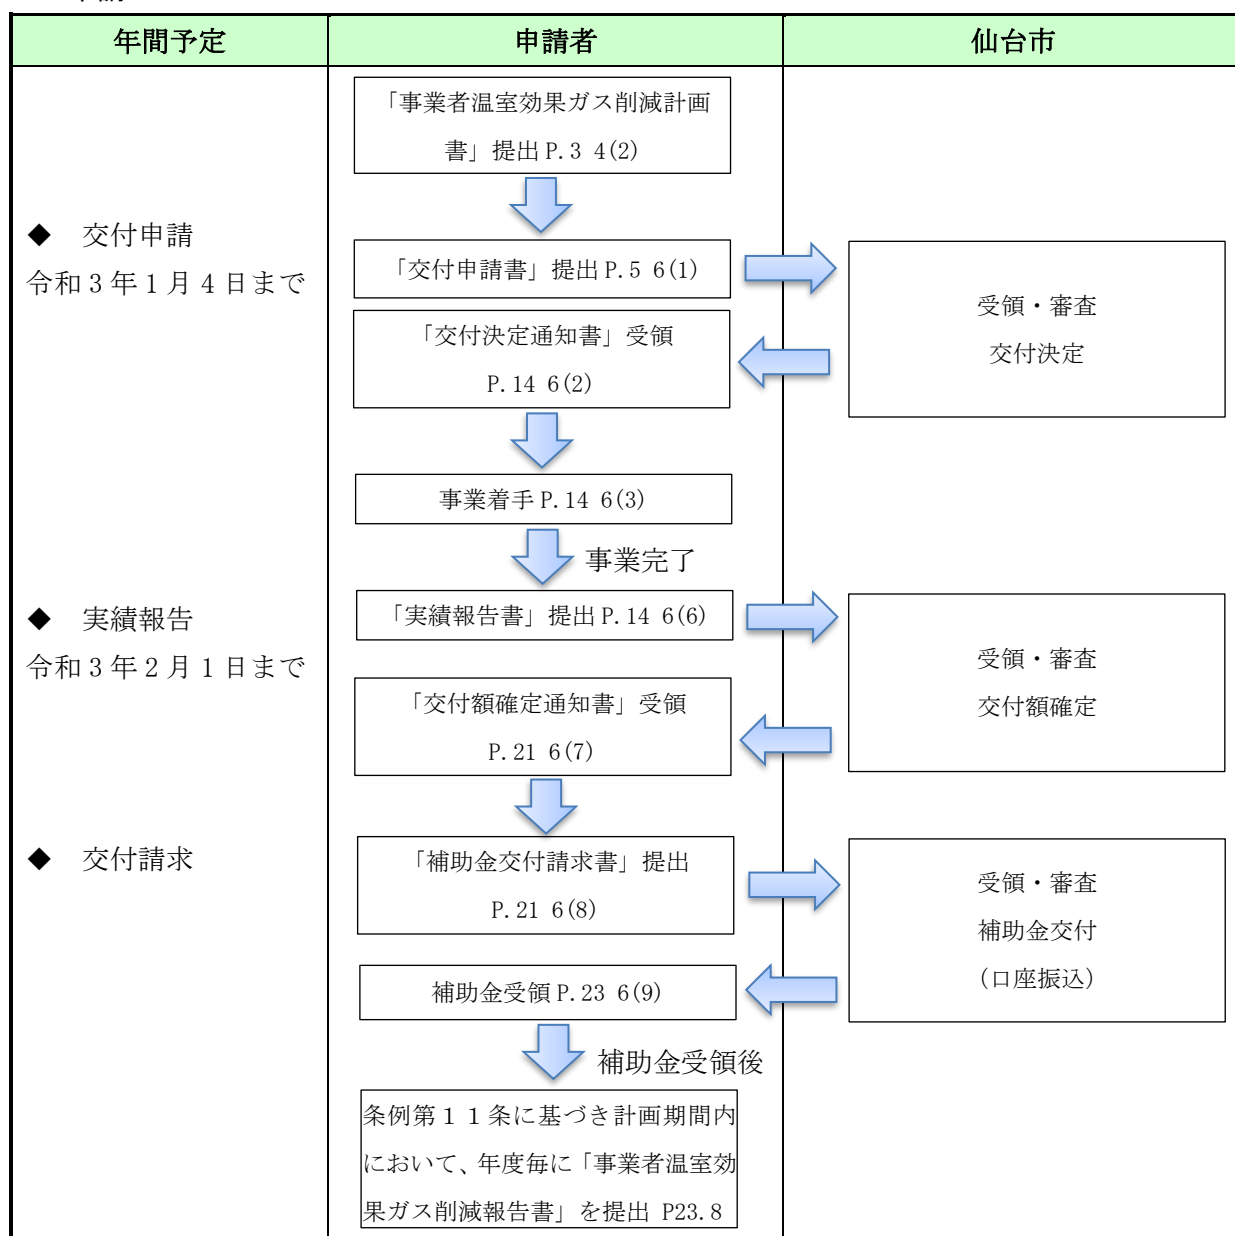 年間予定
申請者
仙台市
「事業者温室効果ガス削減計画
書」提出 P.3 4(2)
◆ 交付申請
令和３年１月４日まで
「交付申請書」提出 P.5 6(1)
受領・審査
交付決定
「交付決定通知書」受領
P.14 6(2)
事業着手 P.14 6(3)
事業完了
◆ 実績報告
令和３年２月１日まで
「実績報告書」提出 P.14 6(6)
受領・審査
交付額確定
「交付額確定通知書」受領
P.21 6(7)
◆ 交付請求
「補助金交付請求書」提出
P.21 6(8)
受領・審査
補助金交付
（口座振込）
補助金受領 P.23 6(9)
補助金受領後
条例第１１条に基づき計画期間内
において、年度毎に「事業者温室効
果ガス削減報告書」を提出 P23.8